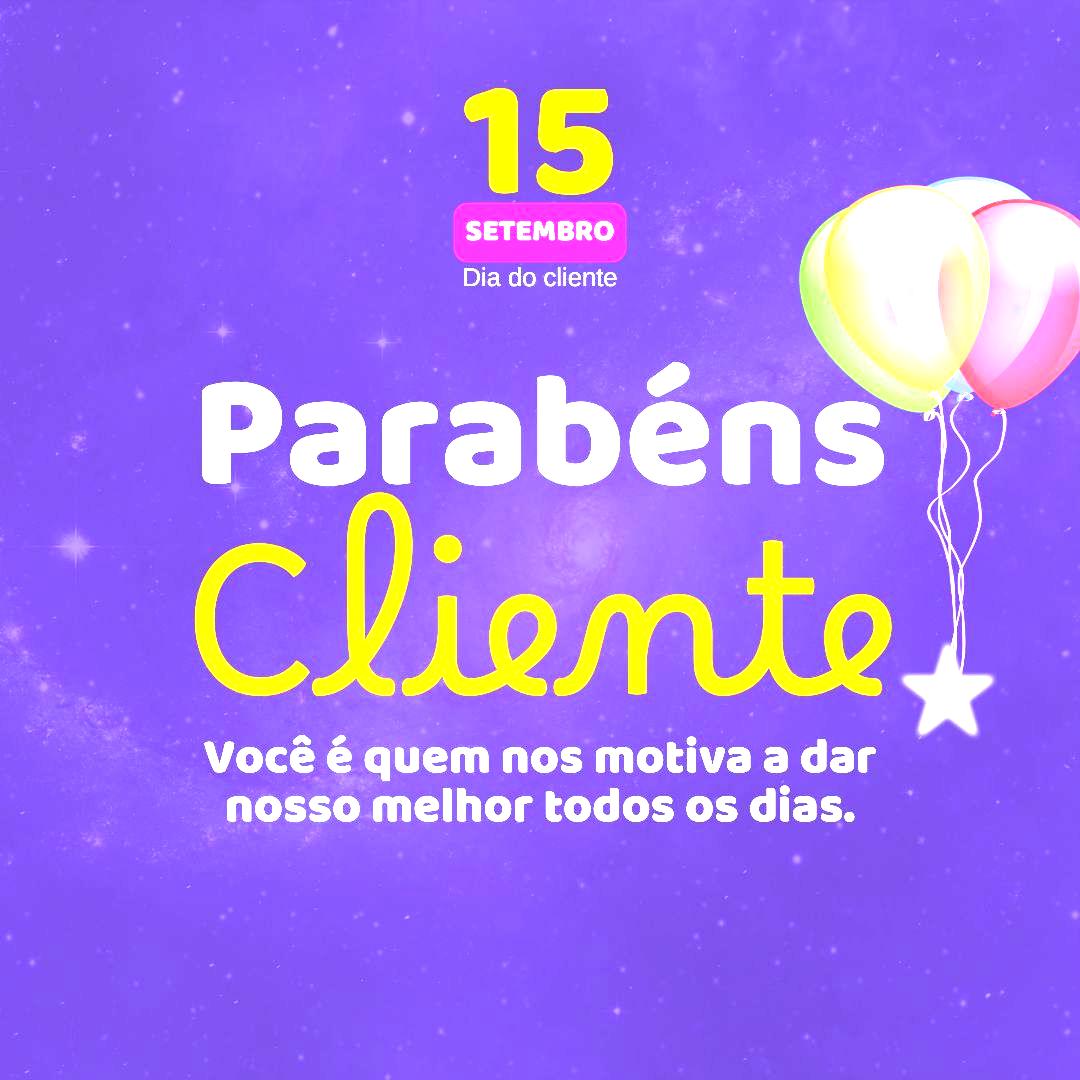 15
SETEMBRO
Dia do cliente
Parabéns
Cliente
Você é quem nos motiva a dar
nosso melhor todos os dias.